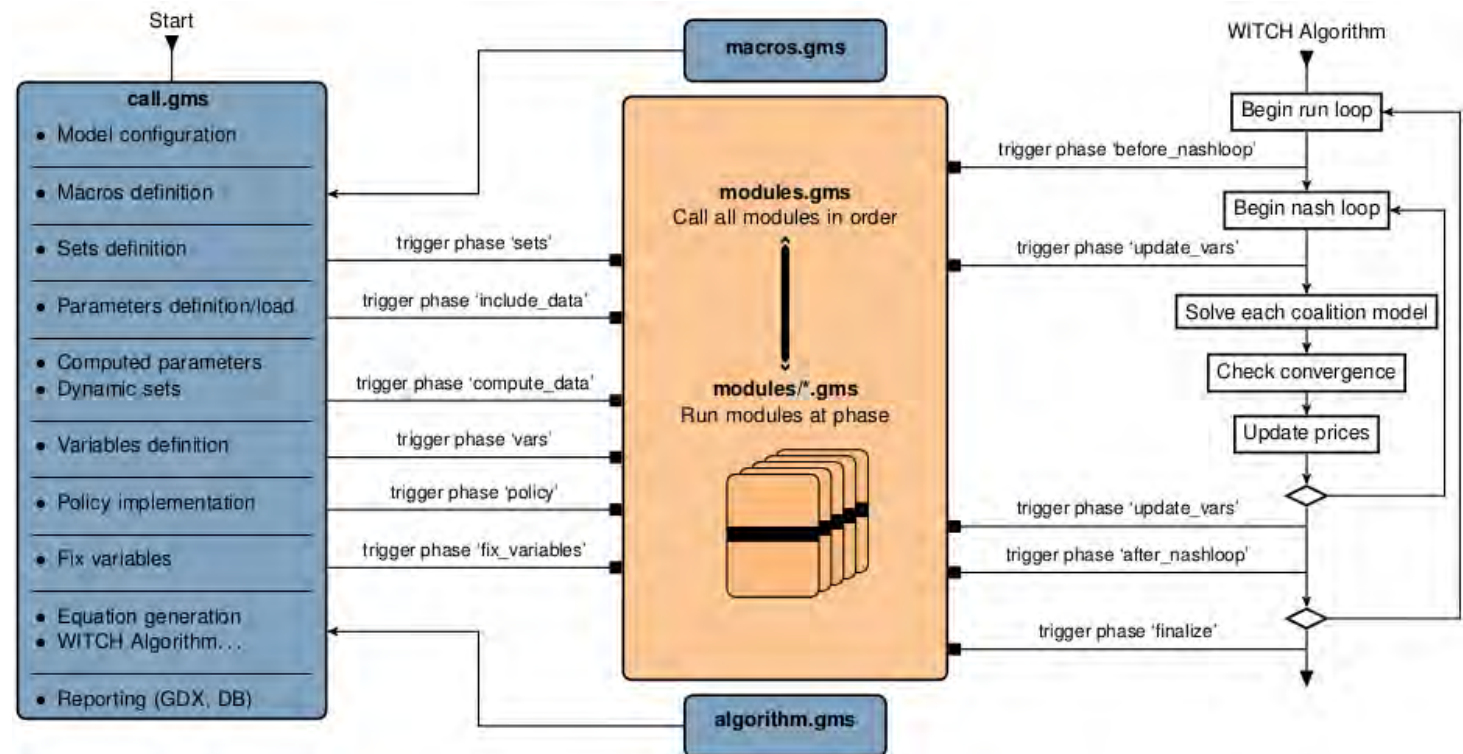 Start
call.gms
• Model configuration
• Macros definition
• Sets definition
• Parameters definition/load
• Computed parameters
• Dynamic sets
• Variables definition
• Policy implementation
• Fix variables
• Equation generation
• WITCH Algorithm...
• Reporting (GDX, DB)
trigger phase ‘sets’
trigger phase ‘include_data’
trigger phase ‘compute_data’
trigger phase ‘vars’
trigger phase ‘policy’
trigger phase ‘fix_variables’
macros.gms
modules.gms
Call all modules in order
modules/*.gms
Run modules at phase
algorithm.gms
trigger phase ‘before_nashloop’
trigger phase ‘update_vars’
trigger phase ‘update_vars’
trigger phase ‘after_nashloop’
trigger phase ‘finalize’
WITCH Algorithm
Begin run loop
Begin nash loop
Solve each coalition model
Check convergence
Update prices